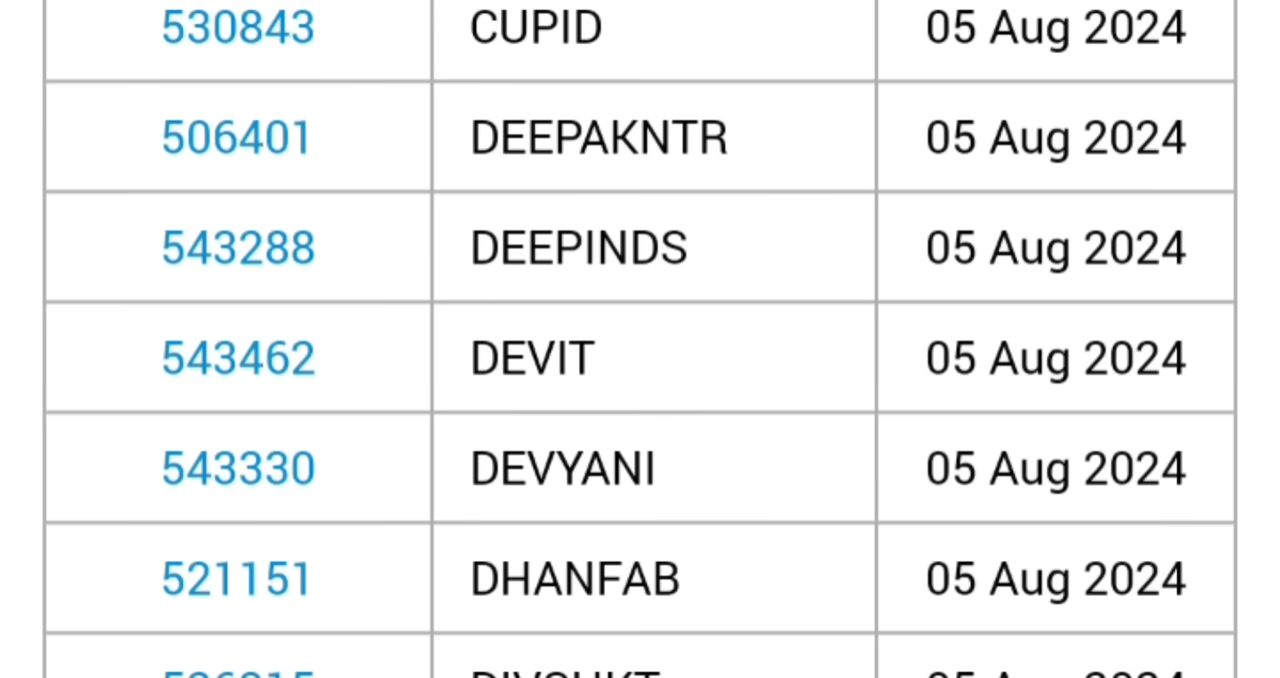 530843 CUPID 05 Aug 2024
506401 DEEPAKNTR 05 Aug 2024
543288 DEEPINDS 05 Aug 2024
543462 DEVIT 05 Aug 2024
543330 DEVYANI 05 Aug 2024
521151 DHANFAB 05 Aug 2024